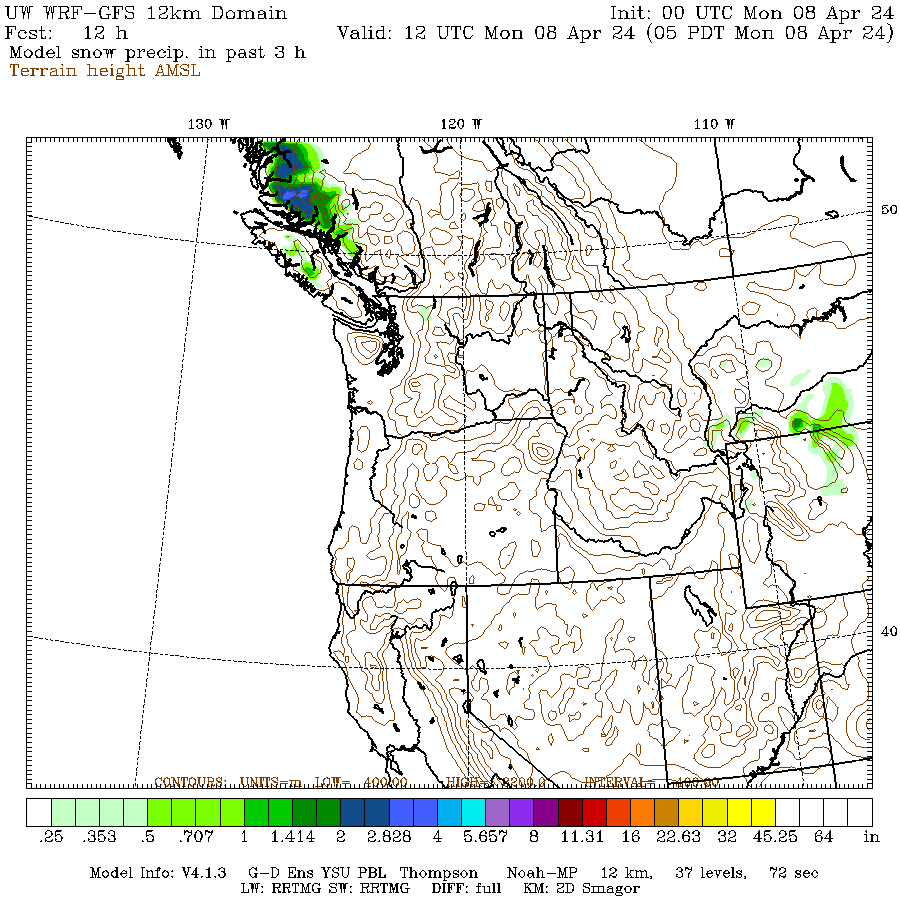 UW WRF-GFS 12km Domain Init: 00 UTC Mon 08 Apr 24
Fcst: 12 h Valid: 12 UTC Mon 08 Apr 24 (05 PDT Mon 08 Apr 24)
Model snow precip. in past 3 h
Terrain height AMSL
130 W 120 W 110 W
50
40
CONTOURS: UNITS=m LOW= 400.00 HIGH= 3200.0 INTERVAL= 400.00
.25 .353 .5 .707 1 1.414 2 2.828 4 5.657 8 11.31 16 22.63 32 45.25 64 in
Model Info: V4.1.3 G-D Ens YSU PBL Thompson Noah-MP 12 km, 37 levels, 72 sec
LW: RRTMG SW: RRTMG DIFF: full KM: 2D Smagor